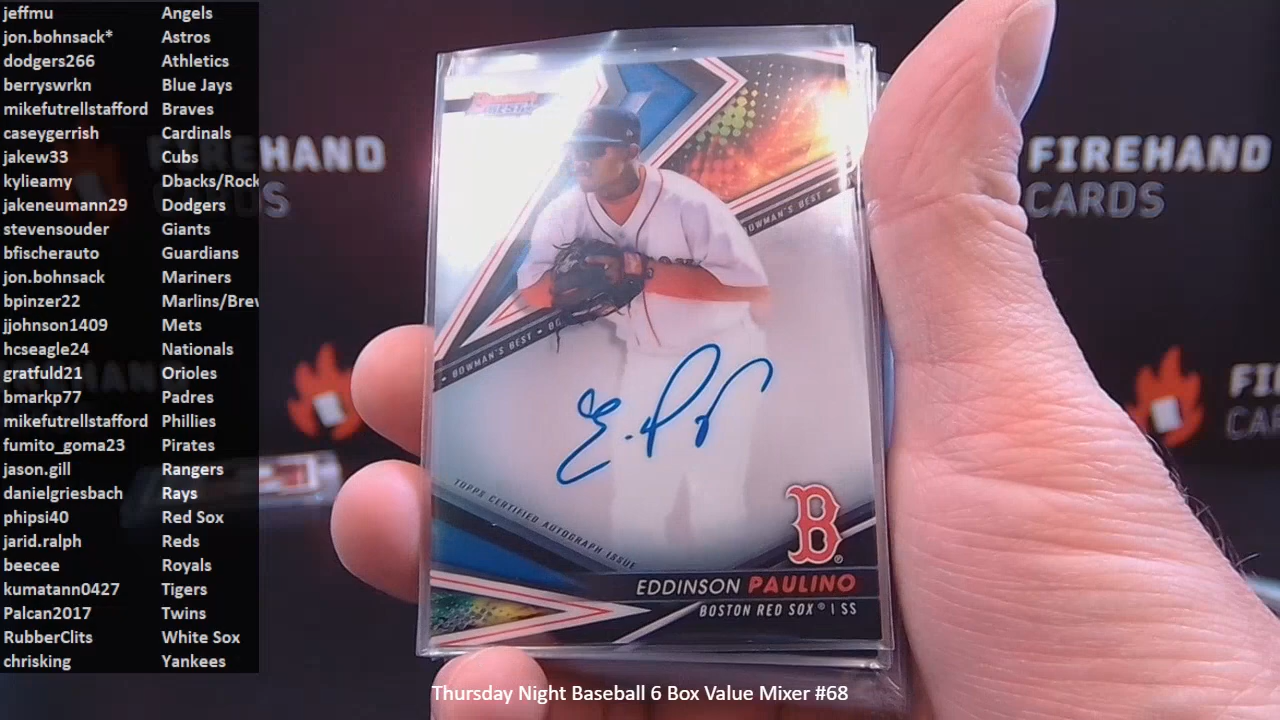 jeffmu Angels
jon.bohnsack* Astros
dodgers266 Athletics
berryswrkn Blue Jays
mikefutrellstafford Braves
caseygerrish Cardinals
jakew33 Cubs
kylieamy Dbacks/Rock
jakeneumann29 Dodgers
stevensouder Giants
bfischerauto Guardians
jon.bohnsack Mariners
bpinzer22 Marlins/Brew
jjohnson1409 Mets
hcseagle24 Nationals
gratfuld21 Orioles
bmarkp77 Padres
mikefutrellstafford Phillies
fumito_goma23 Pirates
jason.gill Rangers
danielgriesbach Rays
phipsi40 Red Sox
jarid.ralph Reds
beecee Royals
kumatann0427 Tigers
Palcan2017 Twins
RubberClits White Sox
chrisking Yankees
FIREHAND
CARDS
BOWMAN'S BEST
BOWMAN'S BEST
TOPPS CERTIFIED AUTOGRAPH ISSUE
B
EDDINSON PAULINO
BOSTON RED SOX® | SS
Thursday Night Baseball 6 Box Value Mixer #68